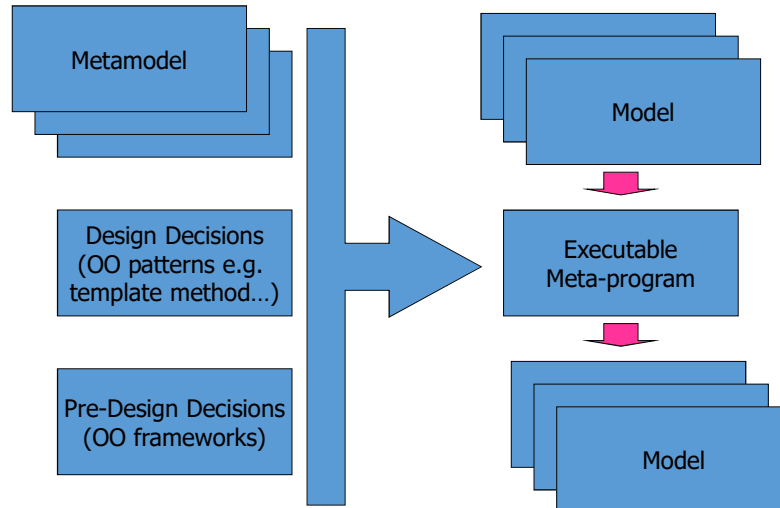 Metamodel
Design Decisions
(OO patterns e.g.
template method…)
Pre-Design Decisions
(OO frameworks)
Model
Executable
Meta-program
Model